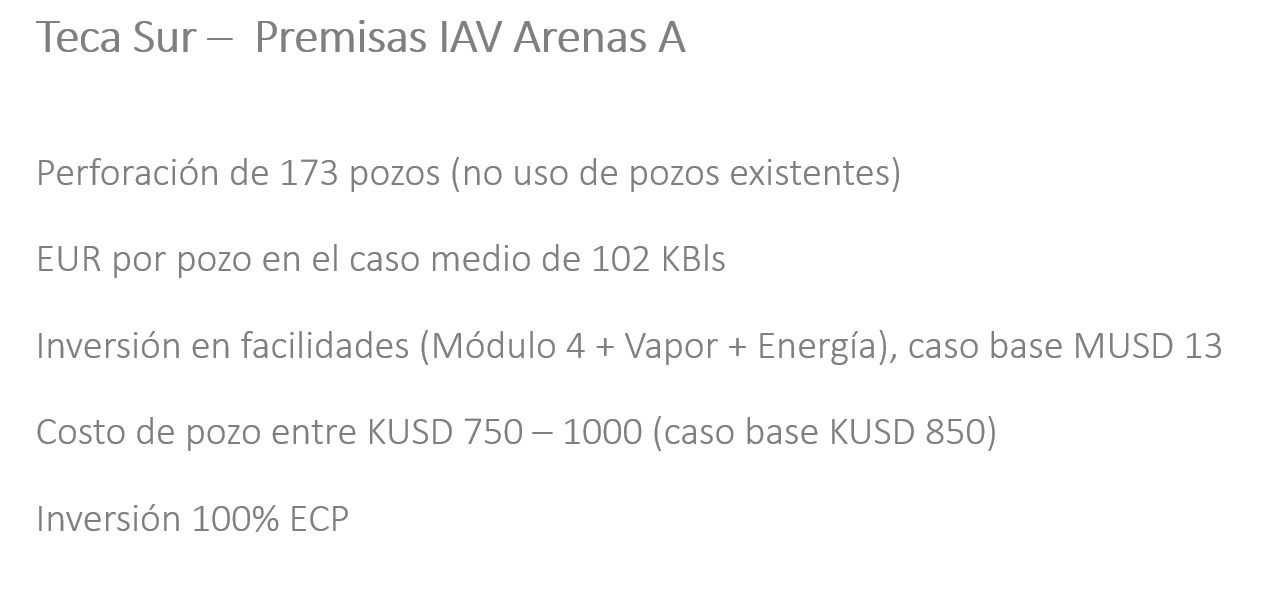 Teca Sur – Premisas IAV Arenas A
Perforación de 173 pozos (no uso de pozos existentes)
EUR por pozo en el caso medio de 102 KBls
Inversión en facilidades (Módulo 4 + Vapor + Energía), caso base MUSD 13
Costo de pozo entre KUSD 750 – 1000 (caso base KUSD 850)
Inversión 100% ECP